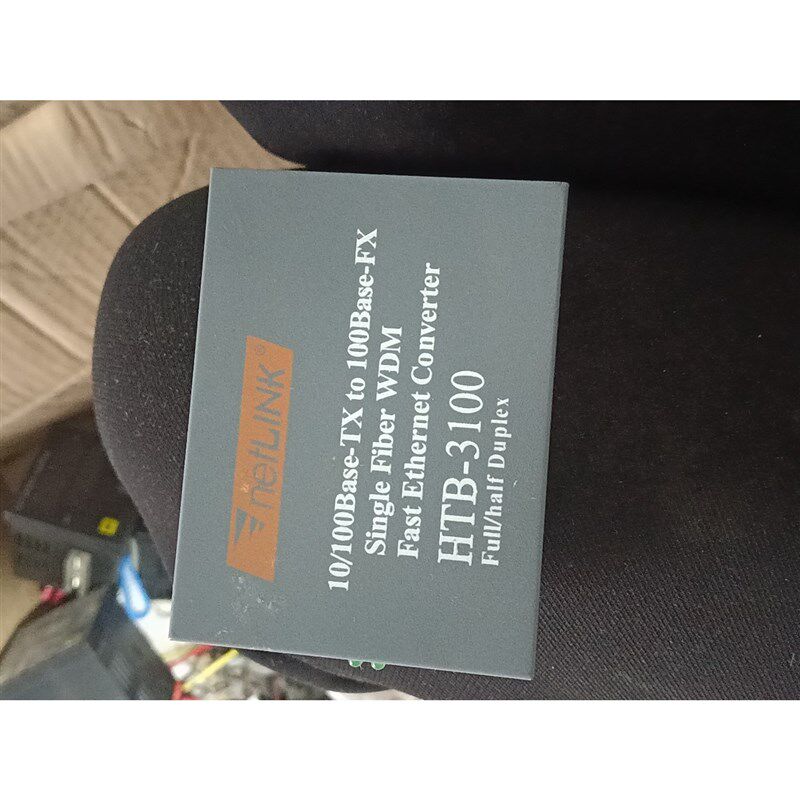 netLINK®
10/100Base-TX to 100Base-FX
Single Fiber WDM
Fast Ethernet Converter
HTB-3100
Full/half Duplex